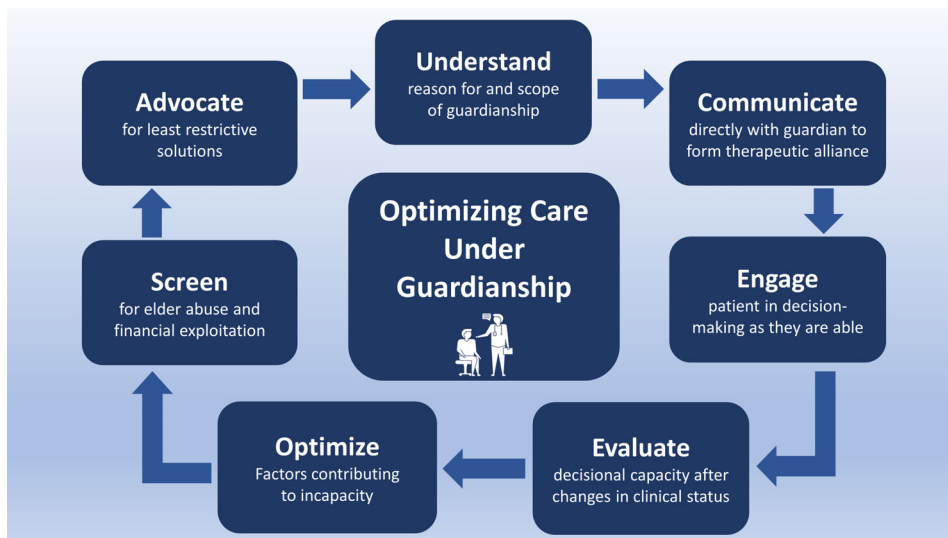 Understand
reason for and scope
of guardianship
Communicate
directly with guardian to
form therapeutic alliance
Engage
patient in decision-
making as they are able
Evaluate
decisional capacity after
changes in clinical status
Optimize
Factors contributing
to incapacity
Screen
for elder abuse and
financial exploitation
Advocate
for least restrictive
solutions
Optimizing Care
Under
Guardianship